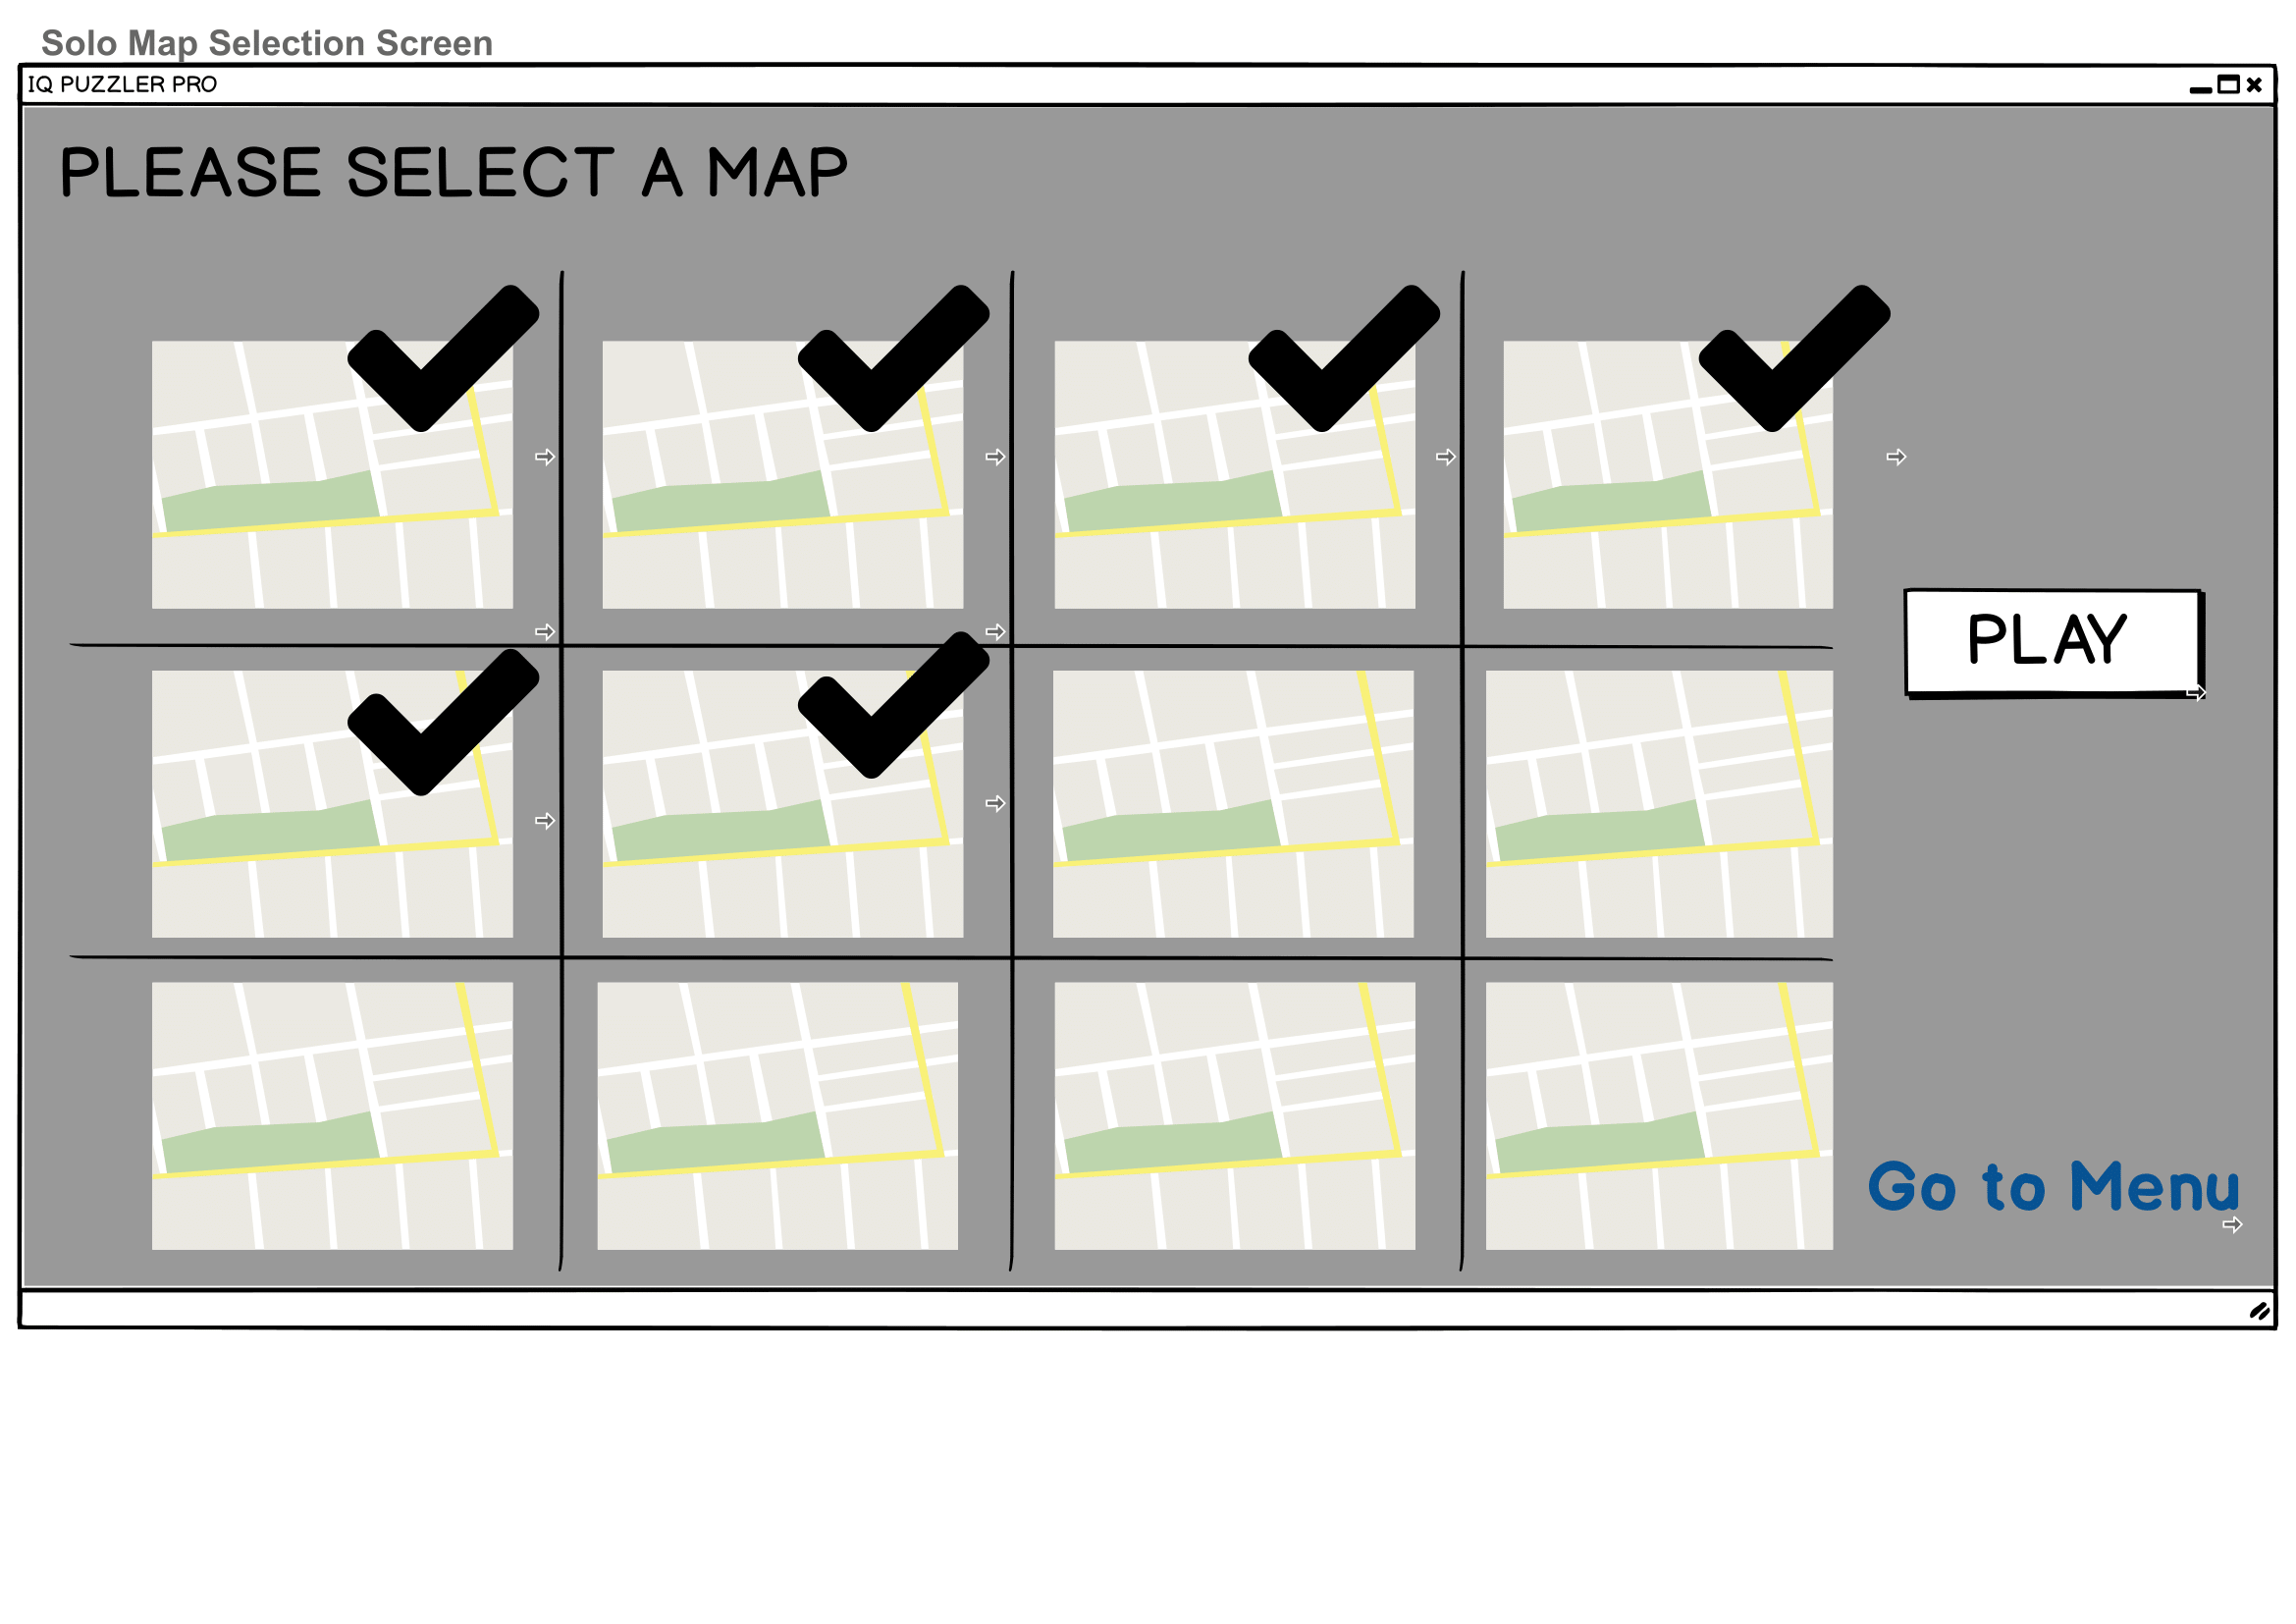 Solo Map Selection Screen
IQ PUZZLER PRO
PLEASE SELECT A MAP
PLAY
Go to Menu